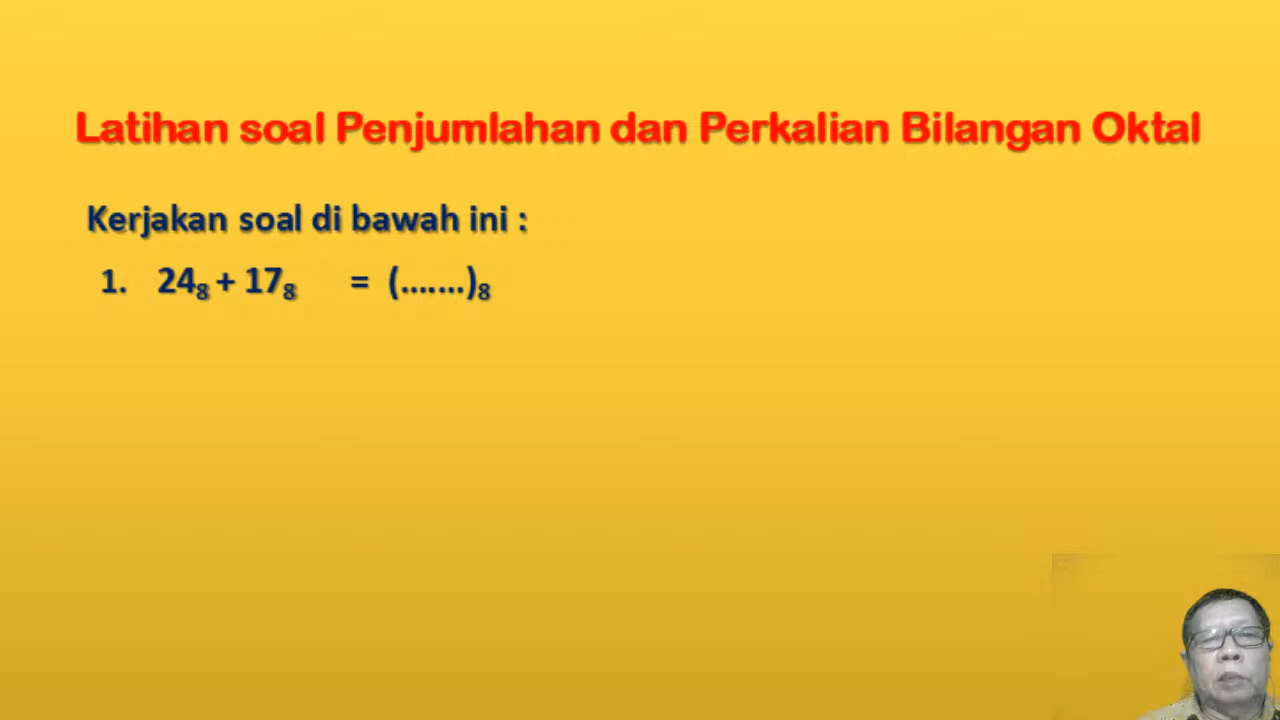 Latihan soal Penjumlahan dan Perkalian Bilangan Oktal
Kerjakan soal di bawah ini :
1. 24₈ + 17₈ = (.......)₈